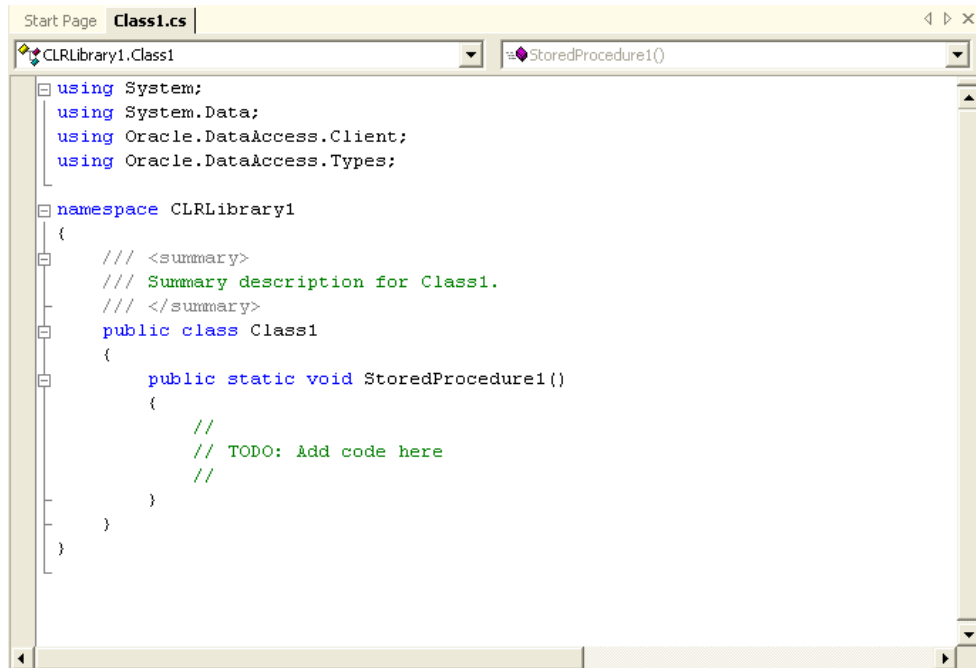 Start Page Class1.cs
CLRLibrary1.Class1 StoredProcedure1()
using System;
using System.Data;
using Oracle.DataAccess.Client;
using Oracle.DataAccess.Types;
namespace CLRLibrary1
{
/// <summary>
/// Summary description for Class1.
/// </summary>
public class Class1
{
public static void StoredProcedure1()
{
//
// TODO: Add code here
//
}
}
}